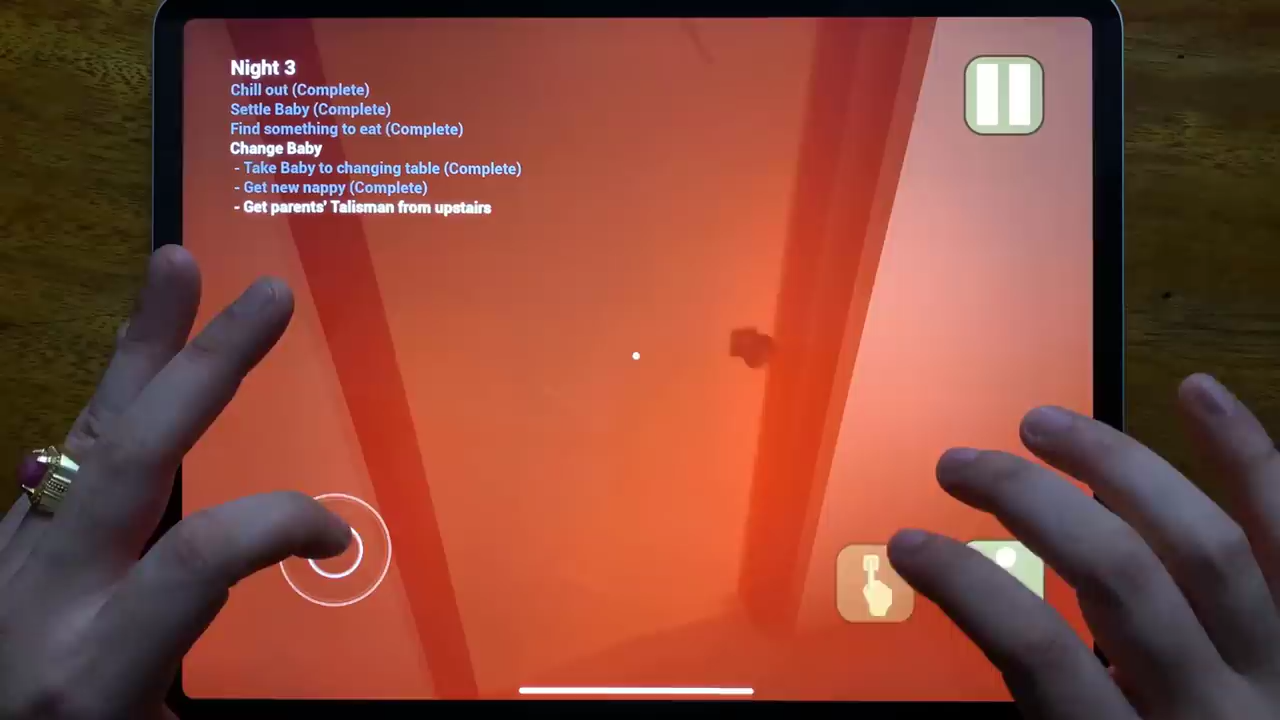 Night 3
Chill out (Complete)
Settle Baby (Complete)
Find something to eat (Complete)
Change Baby
- Take Baby to changing table (Complete)
- Get new nappy (Complete)
- Get parents' Talisman from upstairs